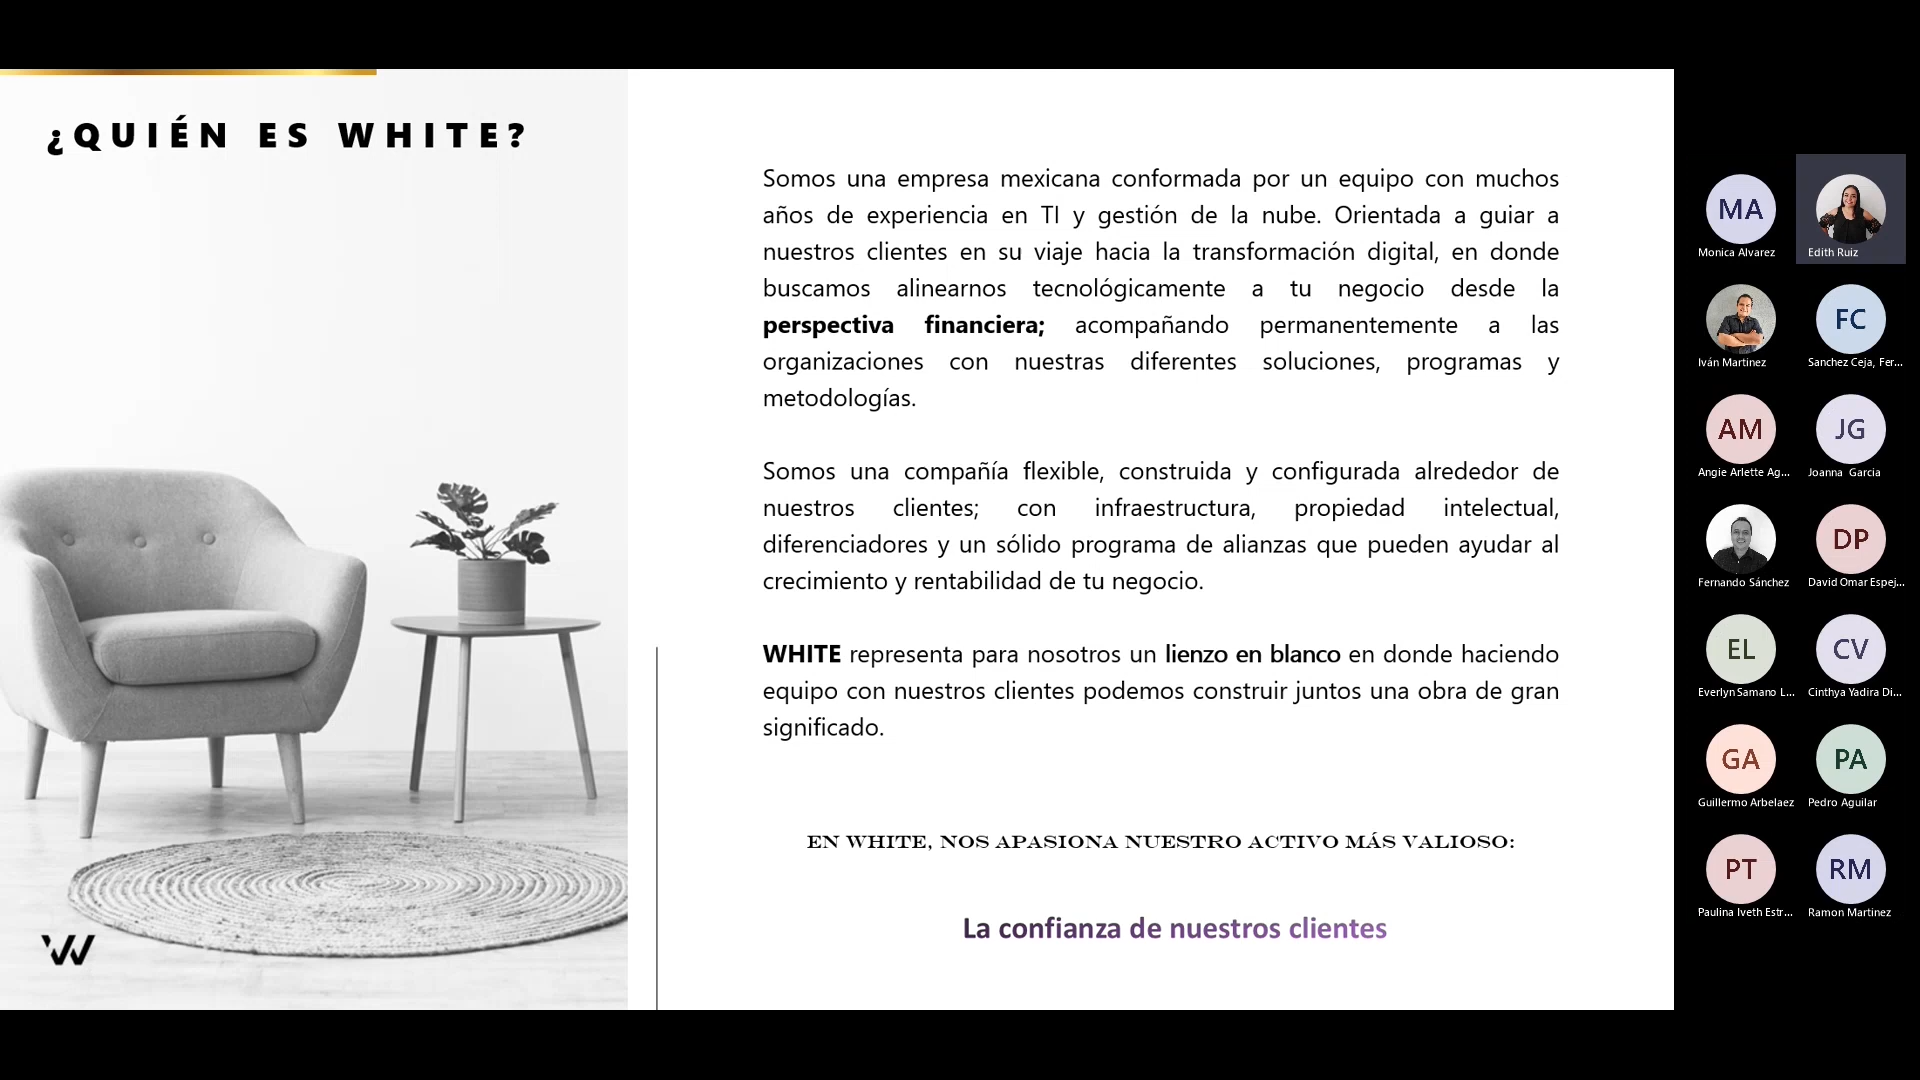 ¿QUIÉN ES WHITE?
Somos una empresa mexicana conformada por un equipo con muchos
años de experiencia en TI y gestión de la nube. Orientada a guiar a
nuestros clientes en su viaje hacia la transformación digital, en donde
buscamos alinearnos tecnológicamente a tu negocio desde la
perspectiva financiera; acompañando permanentemente a las
organizaciones con nuestras diferentes soluciones, programas y
metodologías.
Somos una compañía flexible, construida y configurada alrededor de
nuestros clientes; con infraestructura, propiedad intelectual,
diferenciadores y un sólido programa de alianzas que pueden ayudar al
crecimiento y rentabilidad de tu negocio.
WHITE representa para nosotros un lienzo en blanco en donde haciendo
equipo con nuestros clientes podemos construir juntos una obra de gran
significado.
EN WHITE, NOS APASIONA NUESTRO ACTIVO MÁS VALIOSO:
La confianza de nuestros clientes
W
MA
Monica Alvarez
Edith Ruiz
Iván Martinez
FC
Sanchez Ceja, Fer...
AM
Angie Arlette Ag...
JG
Joanna Garcia
Fernando Sánchez
DP
David Omar Espej...
EL
Everlyn Samano L...
CV
Cinthya Yadira Di...
GA
Guillermo Arbelaez
PA
Pedro Aguilar
PT
Paulina Iveth Estr...
RM
Ramon Martinez